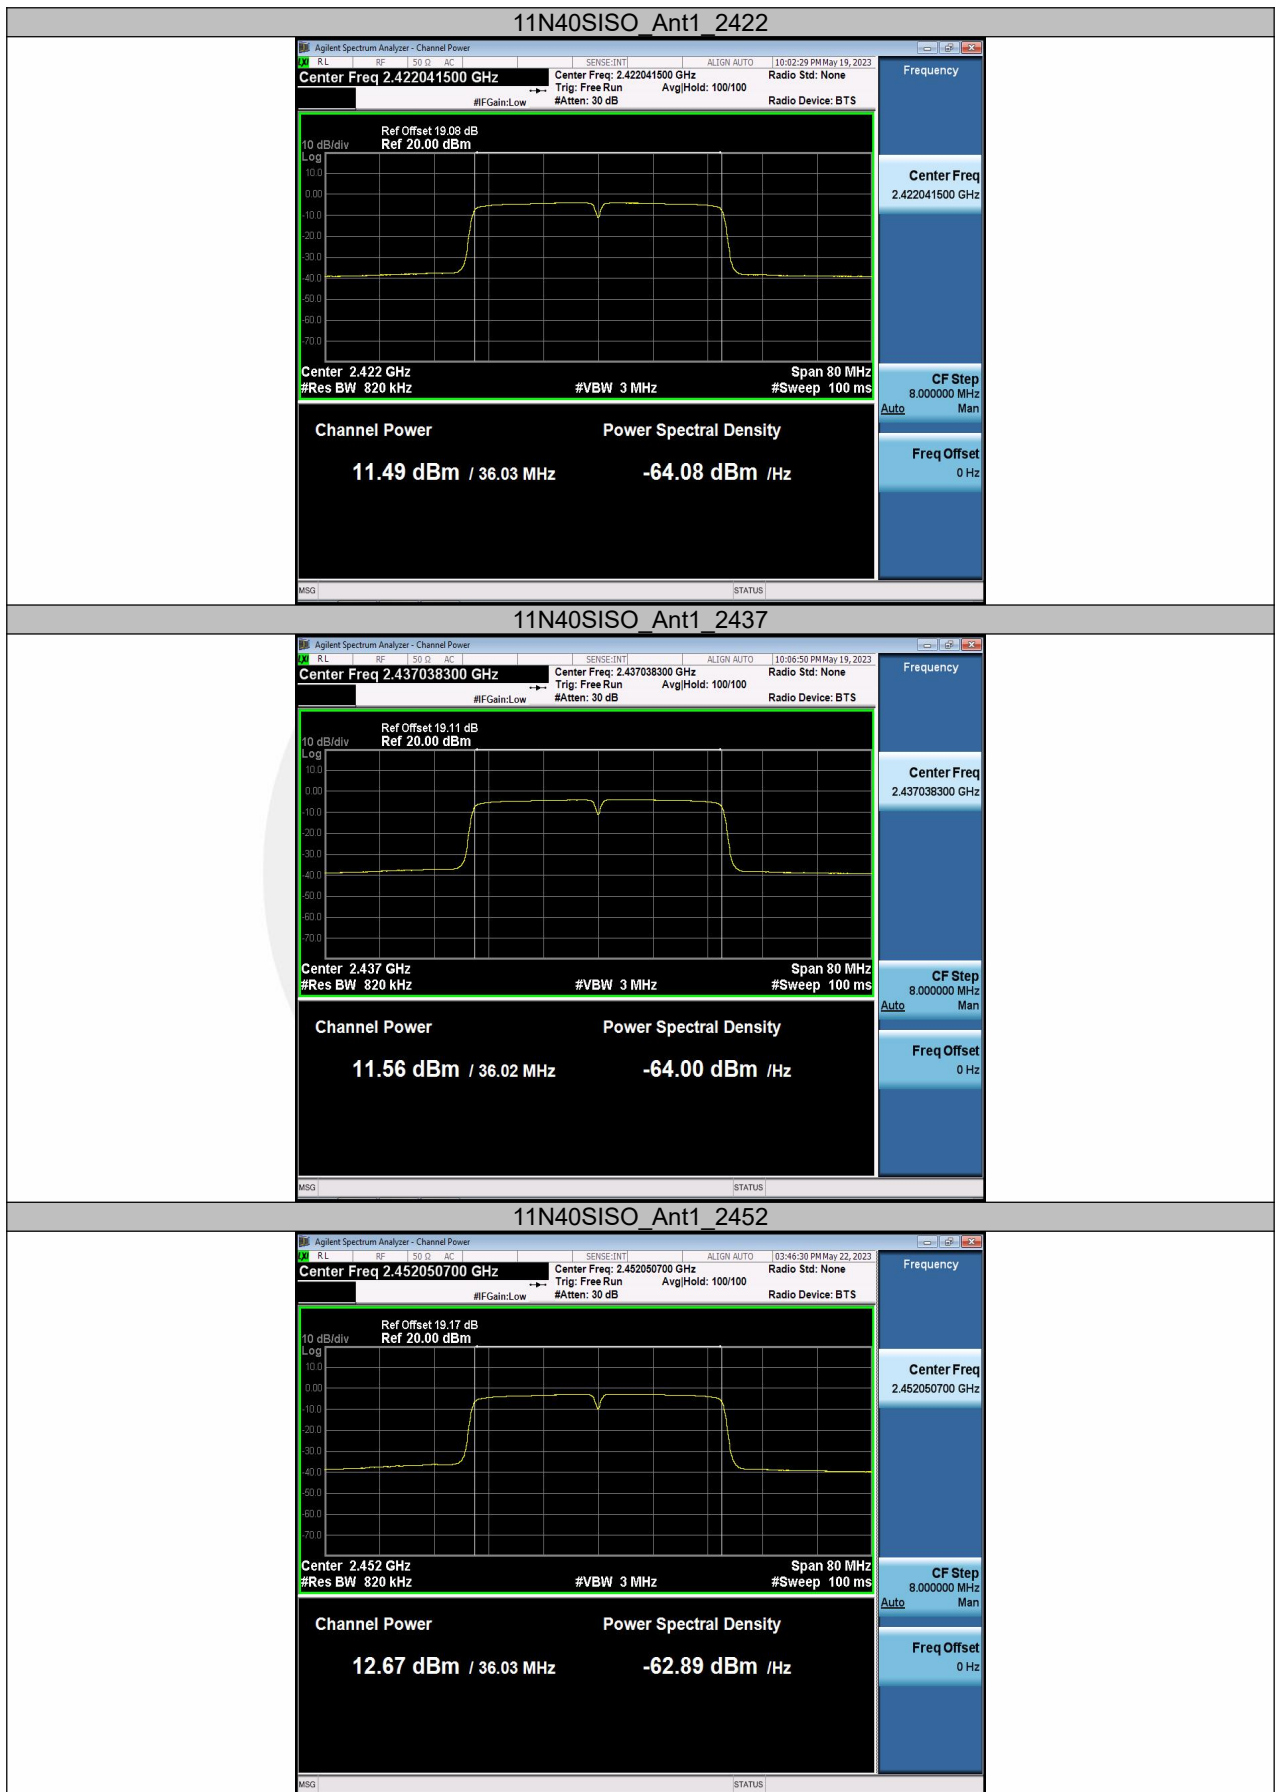 11N40SISO_Ant1_2422
Agilent Spectrum Analyzer - Channel Power
LXI RL RF 50 Ω AC SENSE:INT ALIGN AUTO 10:02:29 PM May 19, 2023
Center Freq 2.422041500 GHz
Center Freq: 2.422041500 GHz Radio Std: None
Trig: Free Run Avg|Hold: 100/100
#IFGain:Low #Atten: 30 dB Radio Device: BTS
Ref Offset 19.08 dB
10 dB/div Ref 20.00 dBm
Log
10.0
0.00
-10.0
-20.0
-30.0
-40.0
-50.0
-60.0
-70.0
Center 2.422 GHz Span 80 MHz
#Res BW 820 kHz #VBW 3 MHz #Sweep 100 ms
Channel Power Power Spectral Density
11.49 dBm / 36.03 MHz -64.08 dBm /Hz
MSG STATUS
Frequency
Center Freq
2.422041500 GHz
CF Step
8.000000 MHz
Auto Man
Freq Offset
0 Hz
11N40SISO_Ant1_2437
Agilent Spectrum Analyzer - Channel Power
LXI RL RF 50 Ω AC SENSE:INT ALIGN AUTO 10:06:50 PM May 19, 2023
Center Freq 2.437038300 GHz
Center Freq: 2.437038300 GHz Radio Std: None
Trig: Free Run Avg|Hold: 100/100
#IFGain:Low #Atten: 30 dB Radio Device: BTS
Ref Offset 19.11 dB
10 dB/div Ref 20.00 dBm
Log
10.0
0.00
-10.0
-20.0
-30.0
-40.0
-50.0
-60.0
-70.0
Center 2.437 GHz Span 80 MHz
#Res BW 820 kHz #VBW 3 MHz #Sweep 100 ms
Channel Power Power Spectral Density
11.56 dBm / 36.02 MHz -64.00 dBm /Hz
MSG STATUS
Frequency
Center Freq
2.437038300 GHz
CF Step
8.000000 MHz
Auto Man
Freq Offset
0 Hz
11N40SISO_Ant1_2452
Agilent Spectrum Analyzer - Channel Power
LXI RL RF 50 Ω AC SENSE:INT ALIGN AUTO 03:46:30 PM May 22, 2023
Center Freq 2.452050700 GHz
Center Freq: 2.452050700 GHz Radio Std: None
Trig: Free Run Avg|Hold: 100/100
#IFGain:Low #Atten: 30 dB Radio Device: BTS
Ref Offset 19.17 dB
10 dB/div Ref 20.00 dBm
Log
10.0
0.00
-10.0
-20.0
-30.0
-40.0
-50.0
-60.0
-70.0
Center 2.452 GHz Span 80 MHz
#Res BW 820 kHz #VBW 3 MHz #Sweep 100 ms
Channel Power Power Spectral Density
12.67 dBm / 36.03 MHz -62.89 dBm /Hz
MSG STATUS
Frequency
Center Freq
2.452050700 GHz
CF Step
8.000000 MHz
Auto Man
Freq Offset
0 Hz